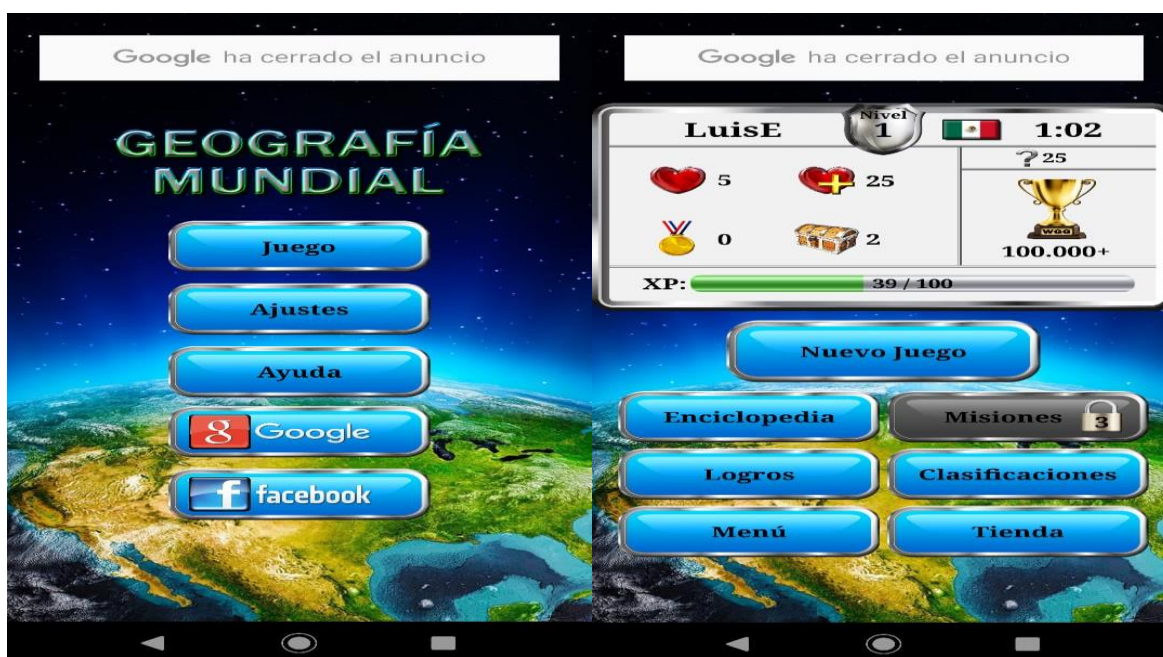 Google ha cerrado el anuncio
GEOGRAFÍA
MUNDIAL
Juego
Ajustes
Ayuda
8 Google
f facebook
Google ha cerrado el anuncio
LuisE
Nivel
1
1:02
5
25
? 25
0
2
WGG
100.000+
XP: 39 / 100
Nuevo Juego
Enciclopedia
Misiones 3
Logros
Clasificaciones
Menú
Tienda